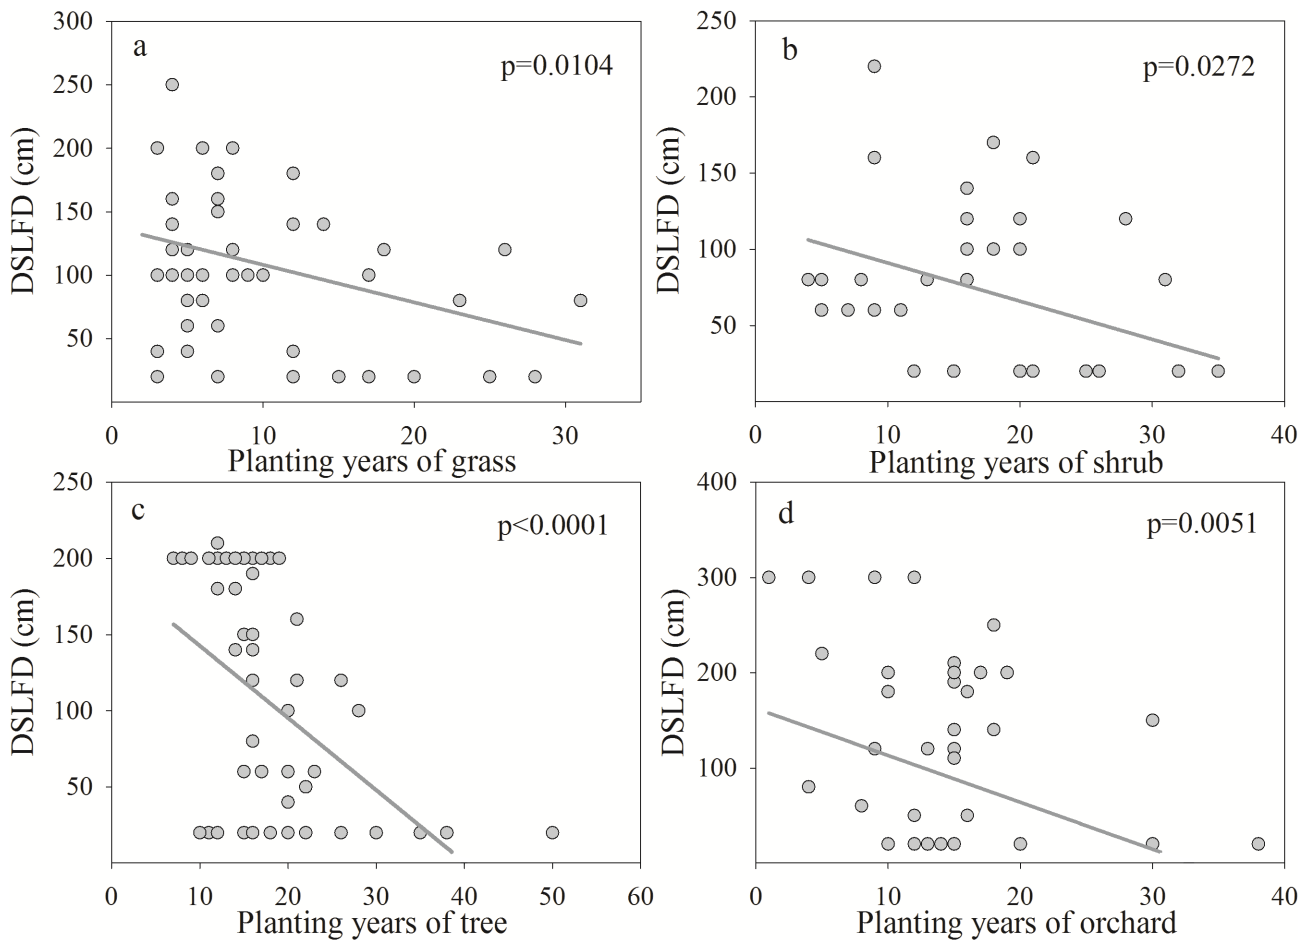 300
250
200
150
100
50
DSLFD (cm)
a
p=0.0104
0 10 20 30
Planting years of grass
250
200
150
100
50
DSLFD (cm)
b
p=0.0272
0 10 20 30 40
Planting years of shrub
250
200
150
100
50
DSLFD (cm)
c
p<0.0001
0 10 20 30 40 50 60
Planting years of tree
400
300
200
100
DSLFD (cm)
d
p=0.0051
0 10 20 30 40
Planting years of orchard